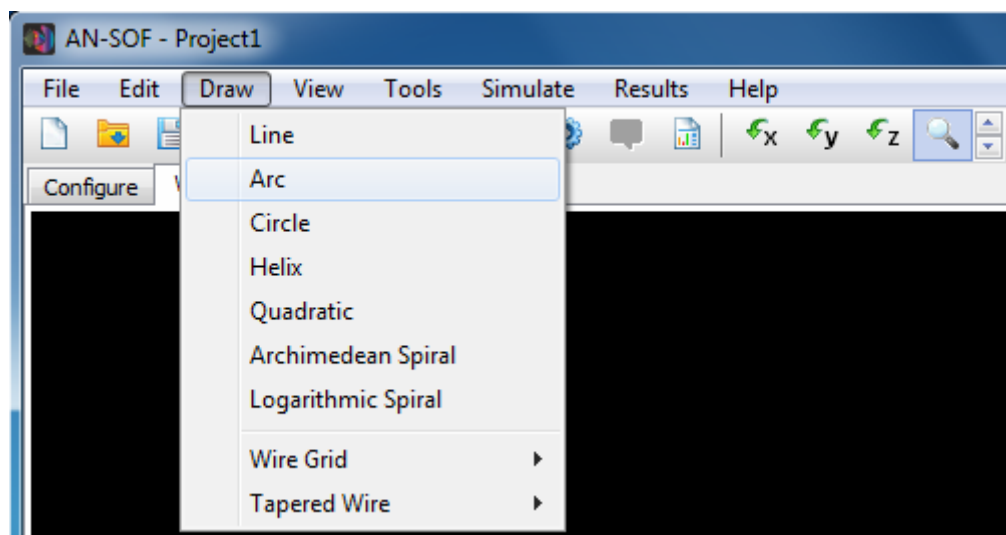 AN-SOF - Project1
File Edit Draw View Tools Simulate Results Help
Line
x y z
Arc
Configure
Circle
Helix
Quadratic
Archimedean Spiral
Logarithmic Spiral
Wire Grid
Tapered Wire